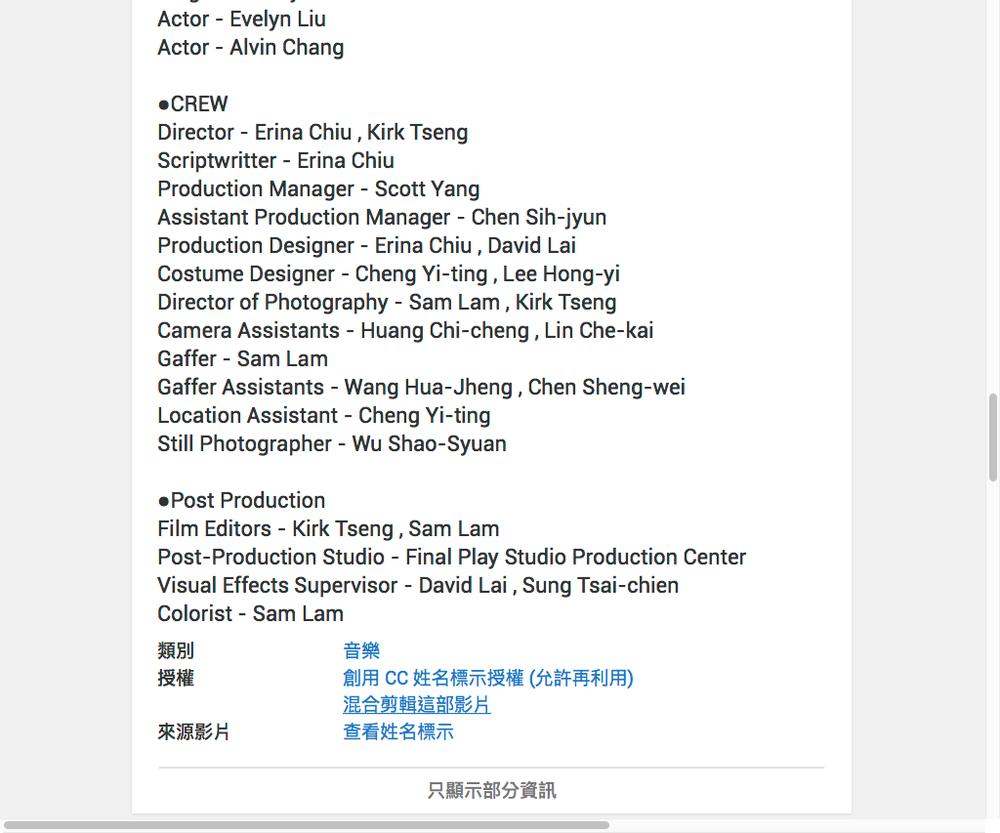 Actor - Evelyn Liu
Actor - Alvin Chang
●CREW
Director - Erina Chiu , Kirk Tseng
Scriptwritter - Erina Chiu
Production Manager - Scott Yang
Assistant Production Manager - Chen Sih-jyun
Production Designer - Erina Chiu , David Lai
Costume Designer - Cheng Yi-ting , Lee Hong-yi
Director of Photography - Sam Lam , Kirk Tseng
Camera Assistants - Huang Chi-cheng , Lin Che-kai
Gaffer - Sam Lam
Gaffer Assistants - Wang Hua-Jheng , Chen Sheng-wei
Location Assistant - Cheng Yi-ting
Still Photographer - Wu Shao-Syuan
●Post Production
Film Editors - Kirk Tseng , Sam Lam
Post-Production Studio - Final Play Studio Production Center
Visual Effects Supervisor - David Lai , Sung Tsai-chien
Colorist - Sam Lam
類別 音樂
授權 創用 CC 姓名標示授權 (允許再利用)
混合剪輯這部影片
來源影片 查看姓名標示
只顯示部分資訊